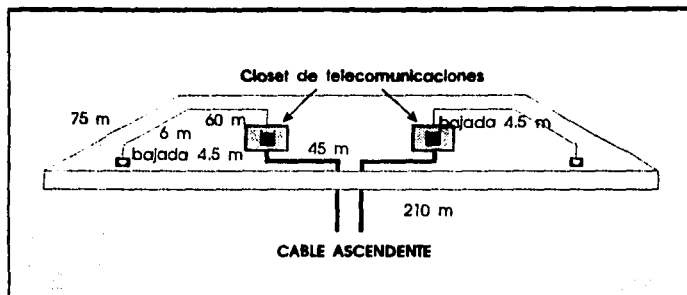 Closet de telecomunicaciones
75 m
60 m
bajada 4.5 m
6 m
bajada 4.5 m
45 m
210 m
CABLE ASCENDENTE